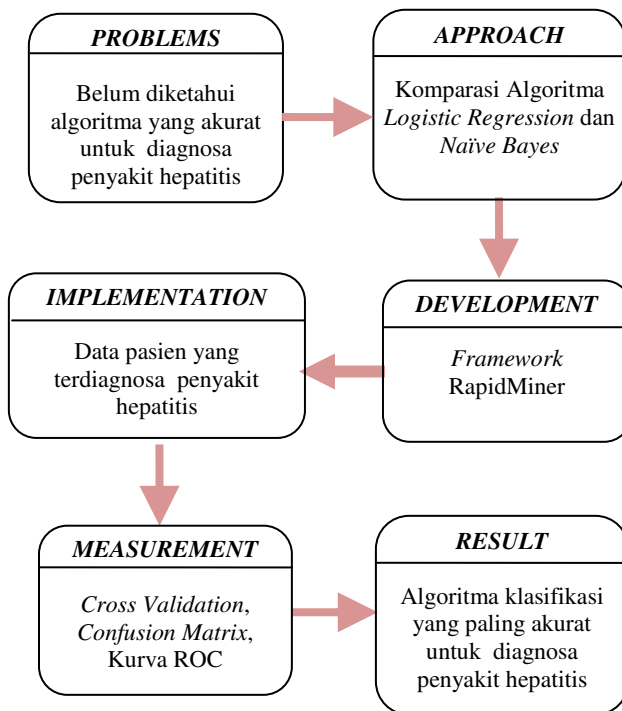 PROBLEMS
Belum diketahui
algoritma yang akurat
untuk diagnosa
penyakit hepatitis
APPROACH
Komparasi Algoritma
Logistic Regression dan
Naïve Bayes
DEVELOPMENT
Framework
RapidMiner
IMPLEMENTATION
Data pasien yang
terdiagnosa penyakit
hepatitis
MEASUREMENT
Cross Validation,
Confusion Matrix,
Kurva ROC
RESULT
Algoritma klasifikasi
yang paling akurat
untuk diagnosa
penyakit hepatitis